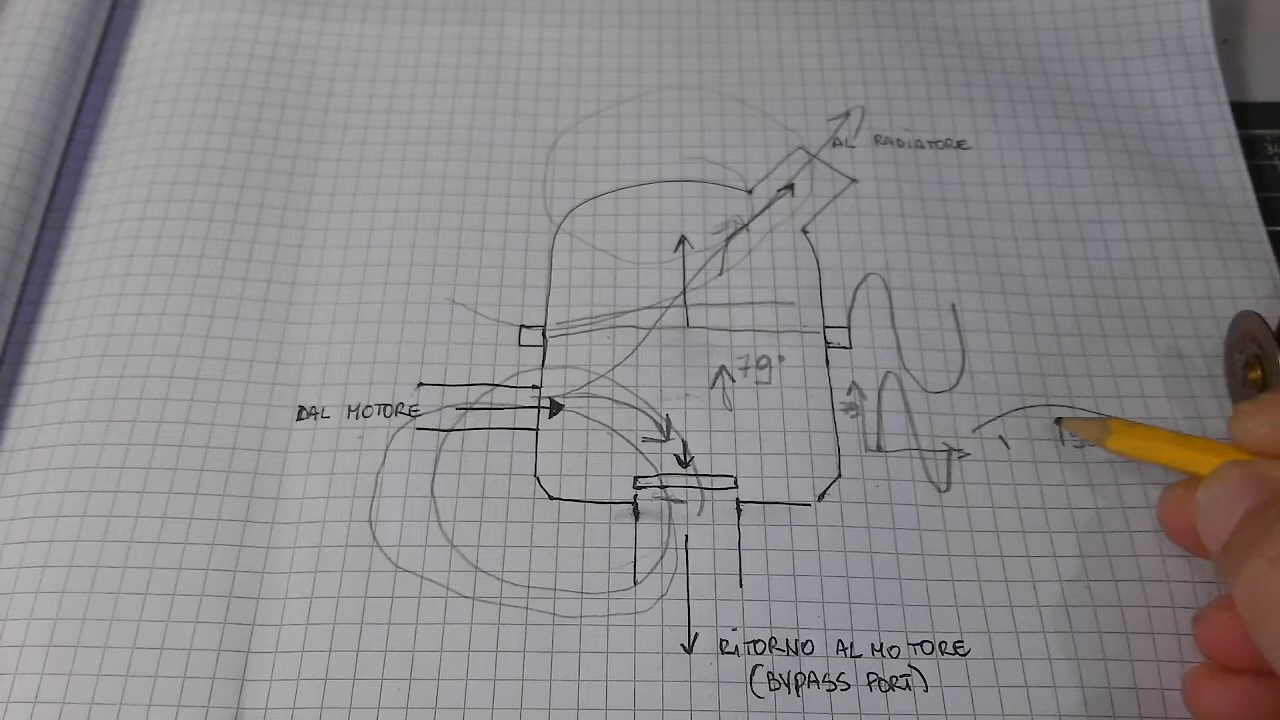 AL RADIATORE
79°
DAL MOTORE
RITORNO AL MOTORE
(BYPASS PORT)